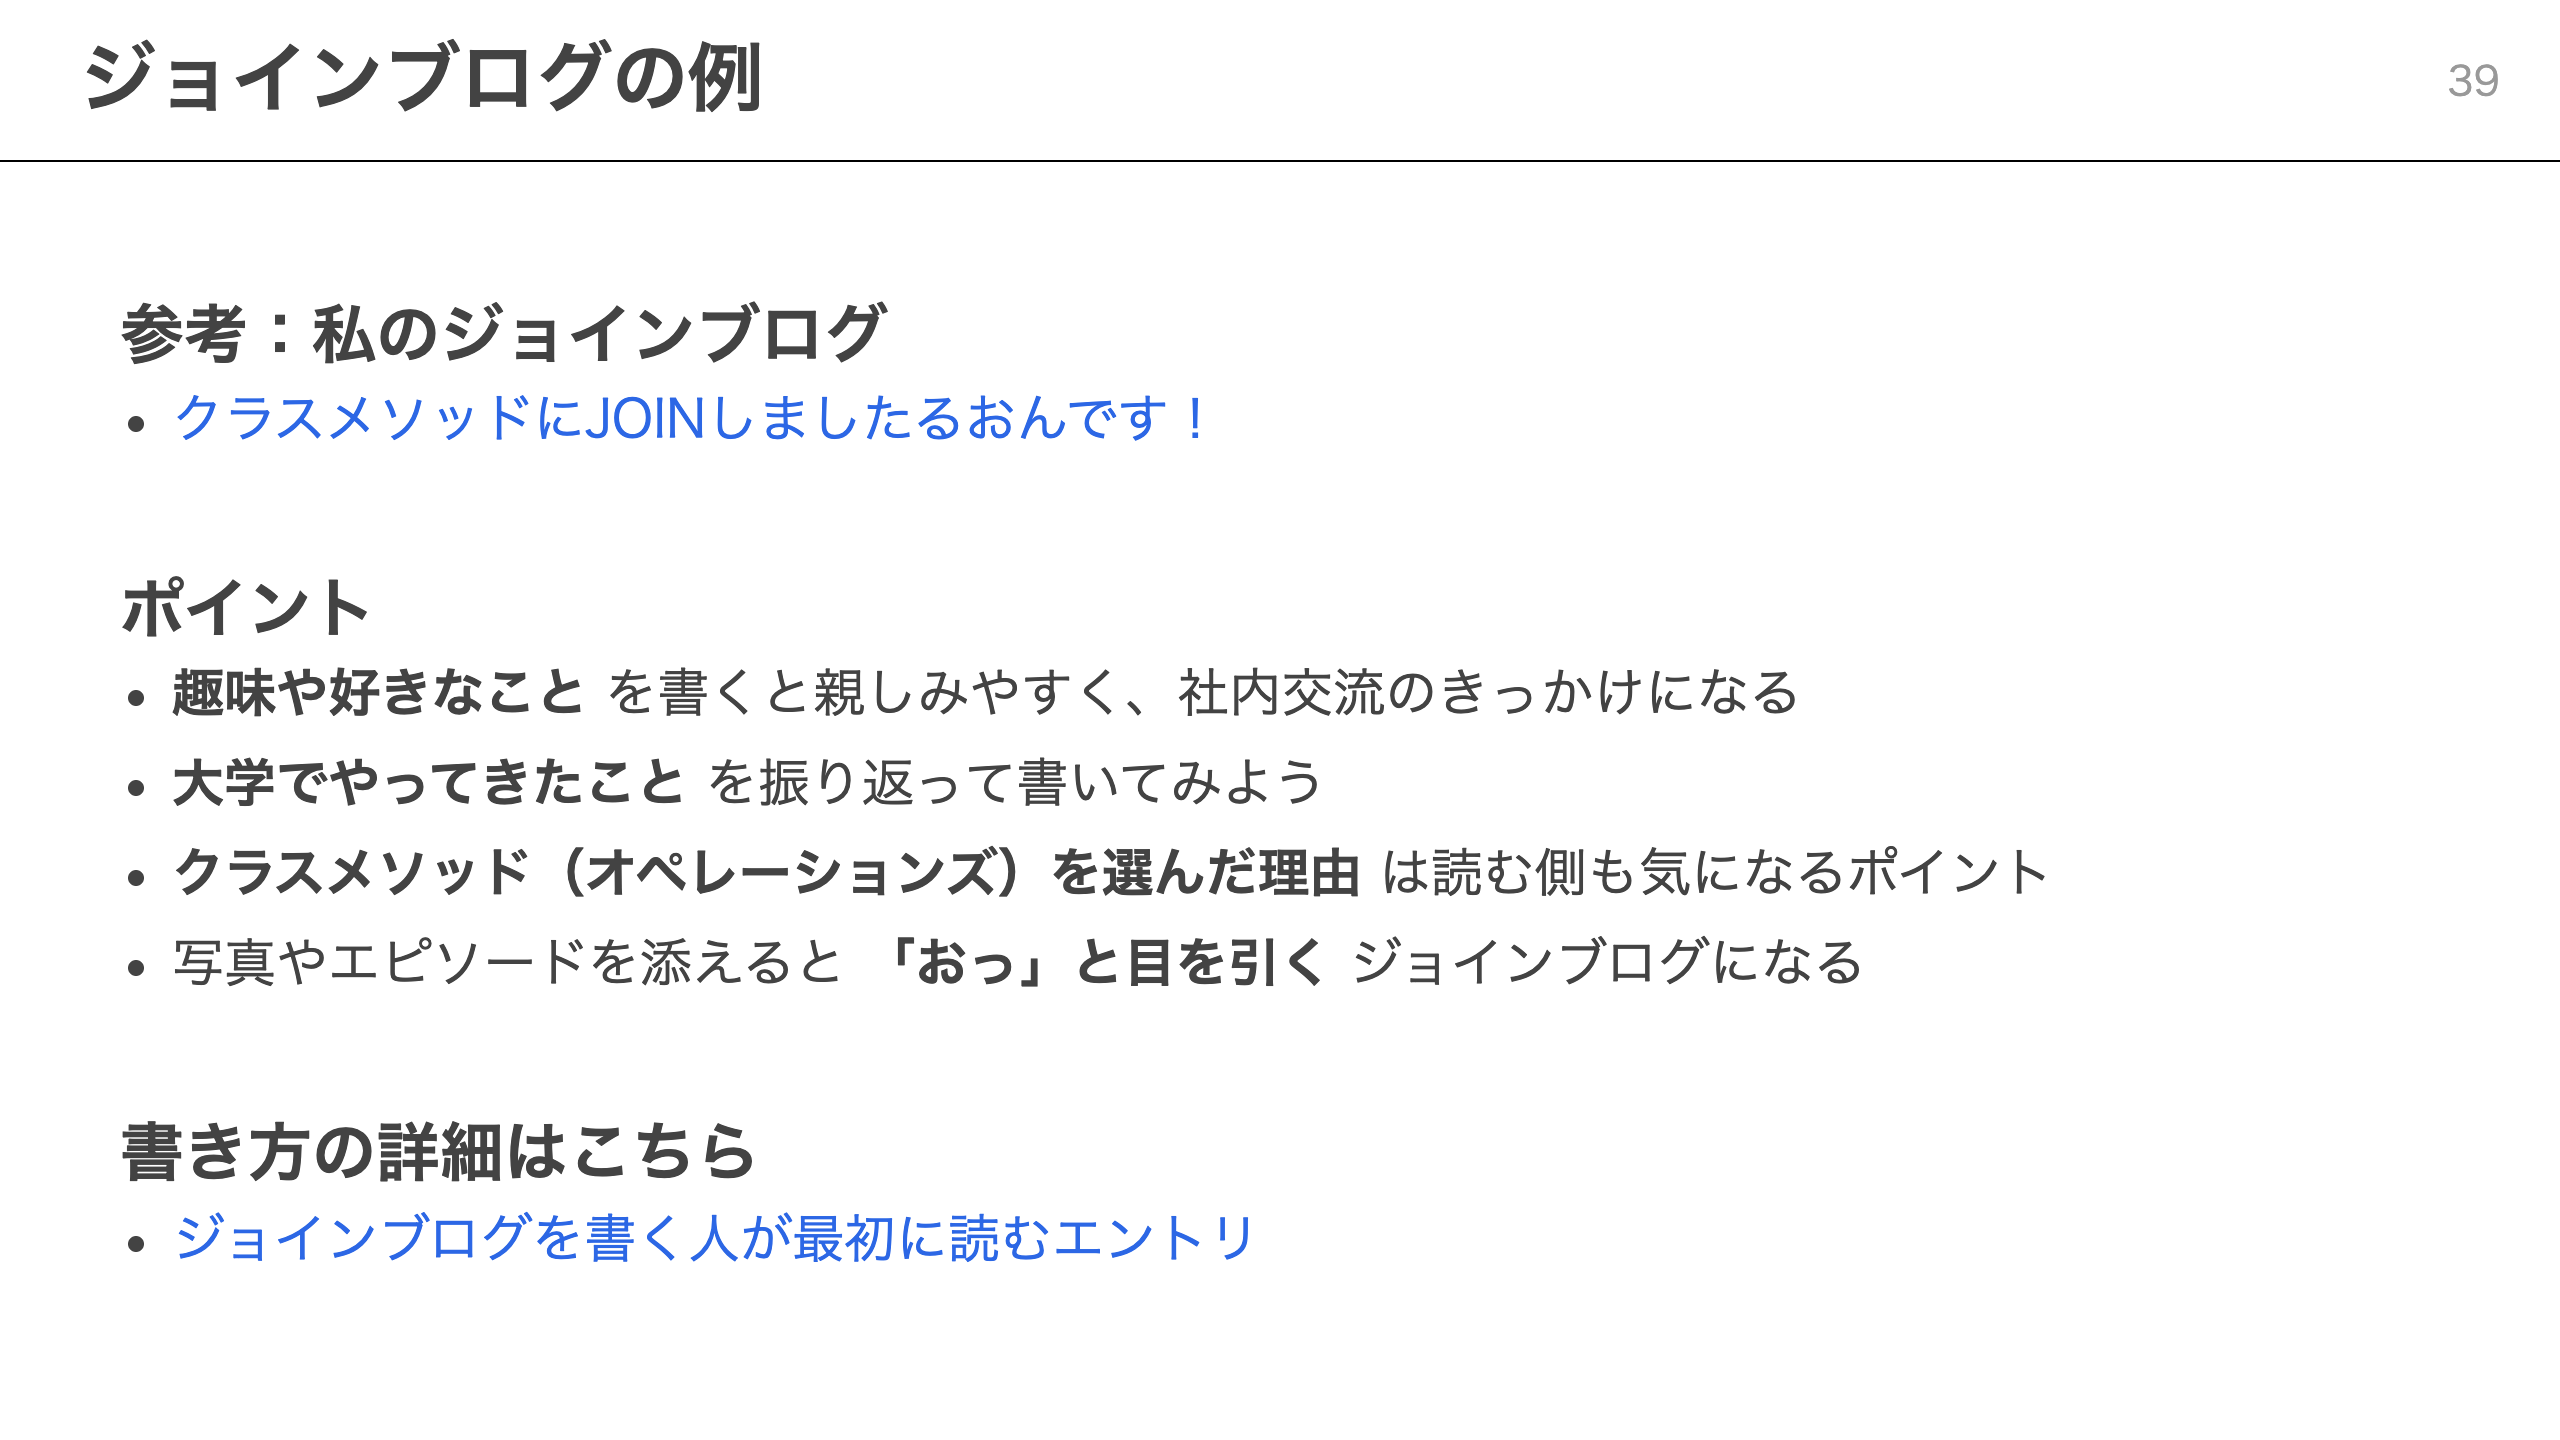 ジョインブログの例
39
参考：私のジョインブログ
• クラスメソッドにJOINしましたるおんです！
ポイント
• 趣味や好きなこと を書くと親しみやすく、社内交流のきっかけになる
• 大学でやってきたこと を振り返って書いてみよう
• クラスメソッド（オペレーションズ）を選んだ理由 は読む側も気になるポイント
• 写真やエピソードを添えると 「おっ」と目を引く ジョインブログになる
書き方の詳細はこちら
• ジョインブログを書く人が最初に読むエントリ